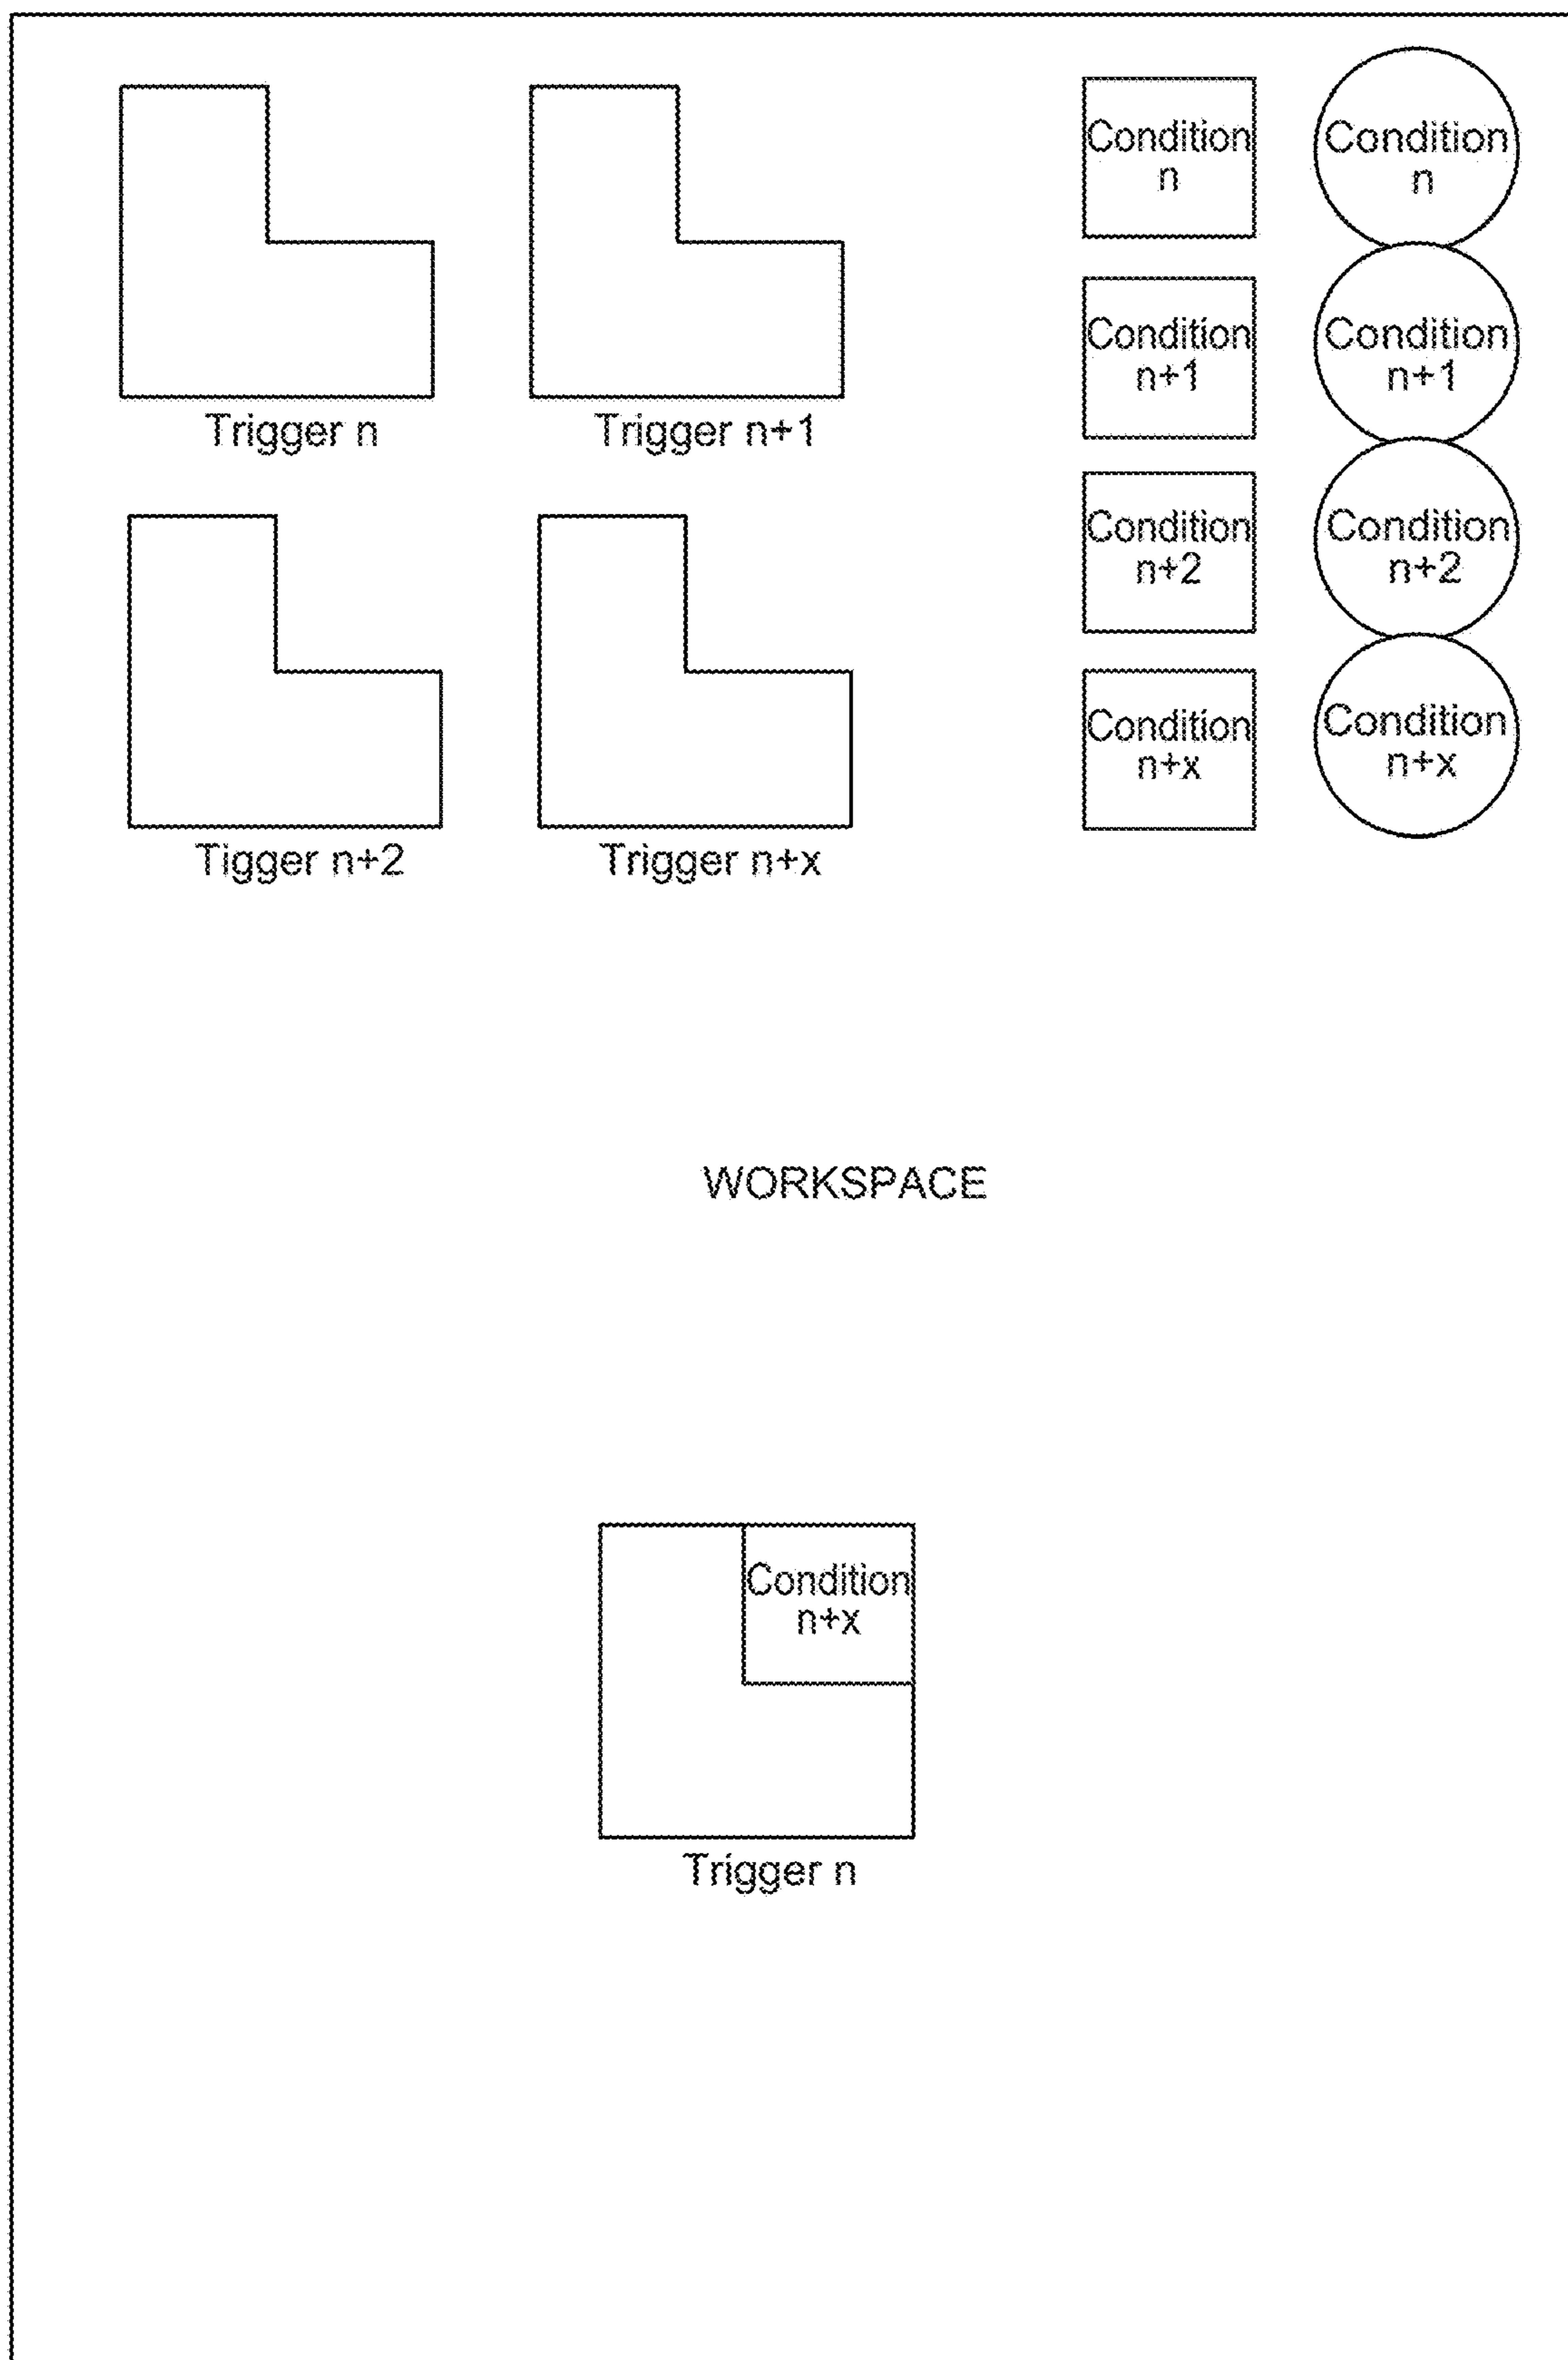 Trigger n
Trigger n+1
Tigger n+2
Trigger n+x
Condition
n
Condition
n+1
Condition
n+2
Condition
n+x
Condition
n
Condition
n+1
Condition
n+2
Condition
n+x
WORKSPACE
Condition
n+x
Trigger n